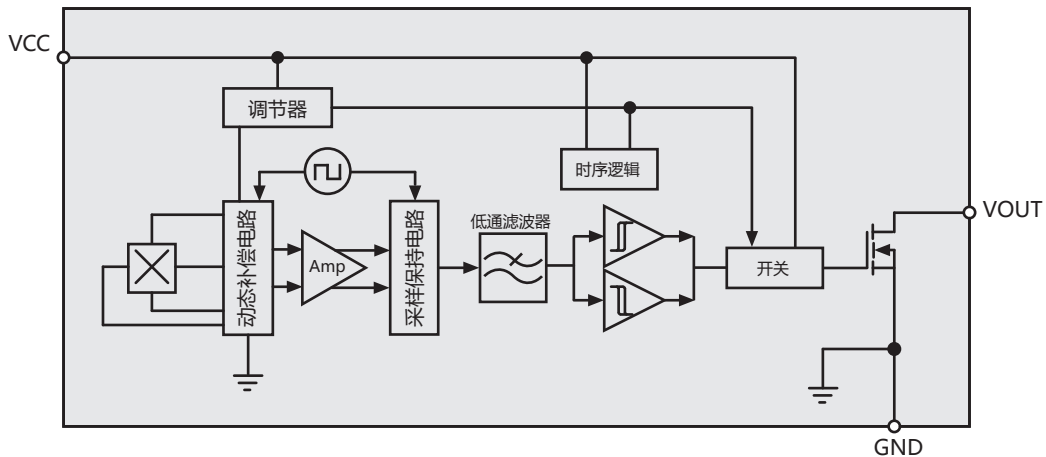 VCC
调节器
时序逻辑
动态补偿电路
Amp
采样保持电路
低通滤波器
开关
VOUT
GND